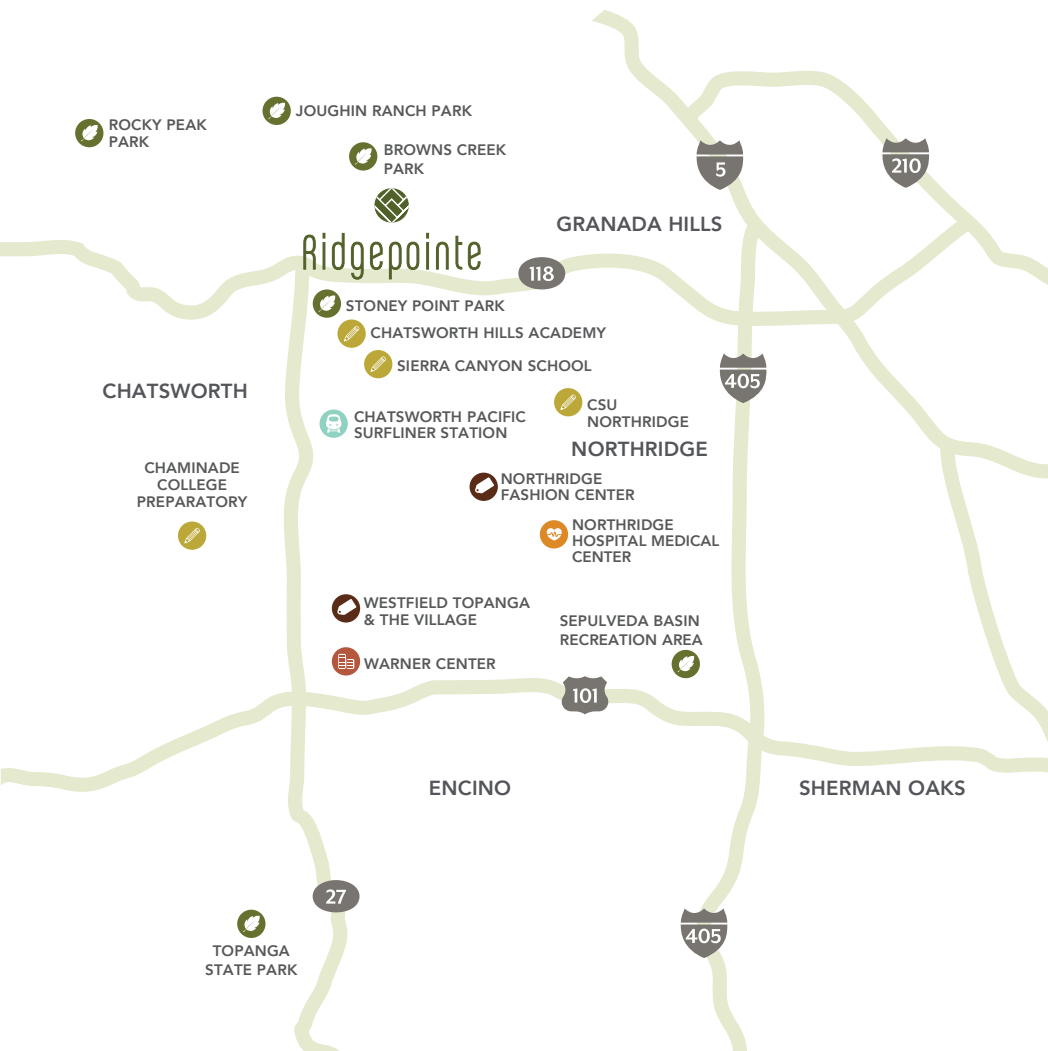 JOUGHIN RANCH PARK
ROCKY PEAK
PARK
BROWNS CREEK
PARK
5
210
GRANADA HILLS
Ridgepointe
118
STONEY POINT PARK
CHATSWORTH HILLS ACADEMY
SIERRA CANYON SCHOOL
405
CHATSWORTH
CSU
NORTHRIDGE
CHATSWORTH PACIFIC
SURFLINER STATION
NORTHRIDGE
CHAMINADE
COLLEGE
PREPARATORY
NORTHRIDGE
FASHION CENTER
NORTHRIDGE
HOSPITAL MEDICAL
CENTER
WESTFIELD TOPANGA
& THE VILLAGE
SEPULVEDA BASIN
RECREATION AREA
WARNER CENTER
101
ENCINO
SHERMAN OAKS
27
405
TOPANGA
STATE PARK